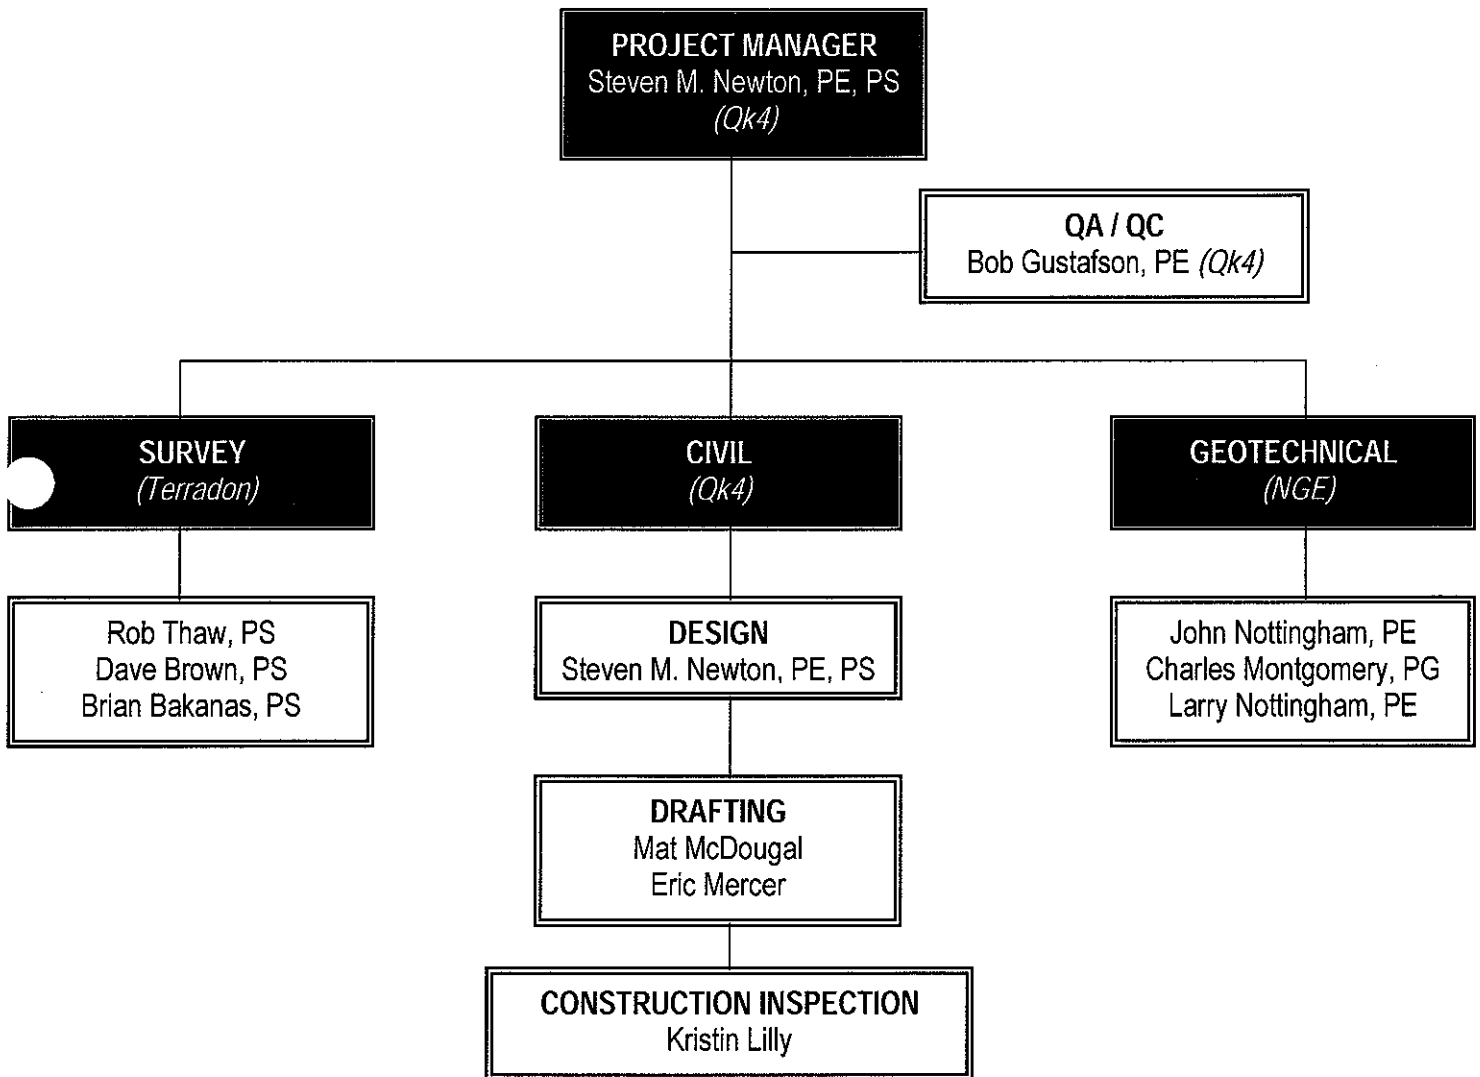 PROJECT MANAGER
Steven M. Newton, PE, PS
(Qk4)
QA / QC
Bob Gustafson, PE (Qk4)
SURVEY
(Terradon)
CIVIL
(Qk4)
GEOTECHNICAL
(NGE)
Rob Thaw, PS
Dave Brown, PS
Brian Bakanas, PS
DESIGN
Steven M. Newton, PE, PS
John Nottingham, PE
Charles Montgomery, PG
Larry Nottingham, PE
DRAFTING
Mat McDougal
Eric Mercer
CONSTRUCTION INSPECTION
Kristin Lilly